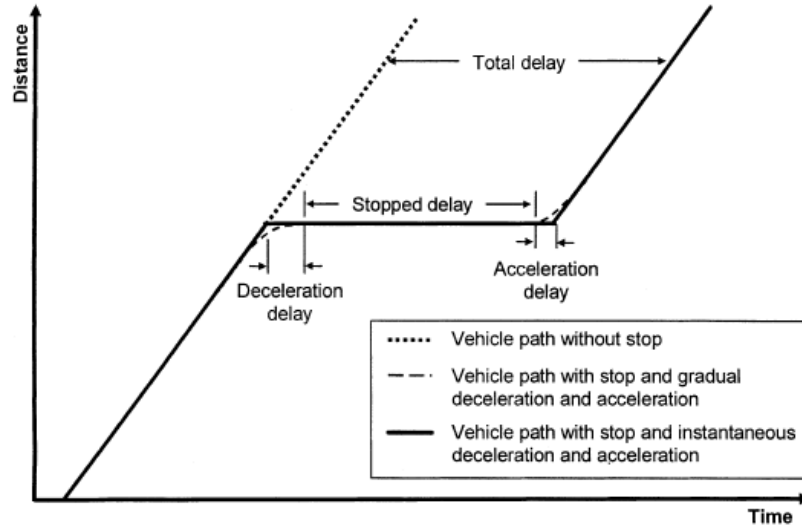 Distance
Total delay
Stopped delay
Deceleration
delay
Acceleration
delay
Vehicle path without stop
Vehicle path with stop and gradual
deceleration and acceleration
Vehicle path with stop and instantaneous
deceleration and acceleration
Time